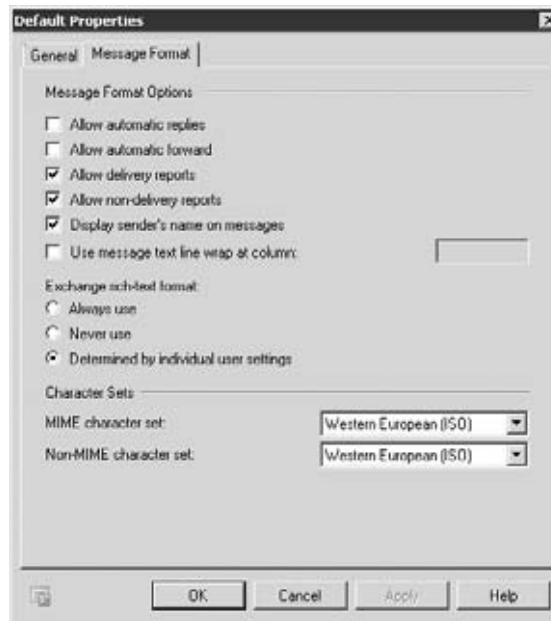 Default Properties
General Message Format
Message Format Options
Allow automatic replies
Allow automatic forward
Allow delivery reports
Allow non-delivery reports
Display sender's name on messages
Use message text line wrap at column:
Exchange rich-text format:
Always use
Never use
Determined by individual user settings
Character Sets
MIME character set: Western European (ISO)
Non-MIME character set: Western European (ISO)
OK Cancel Apply Help